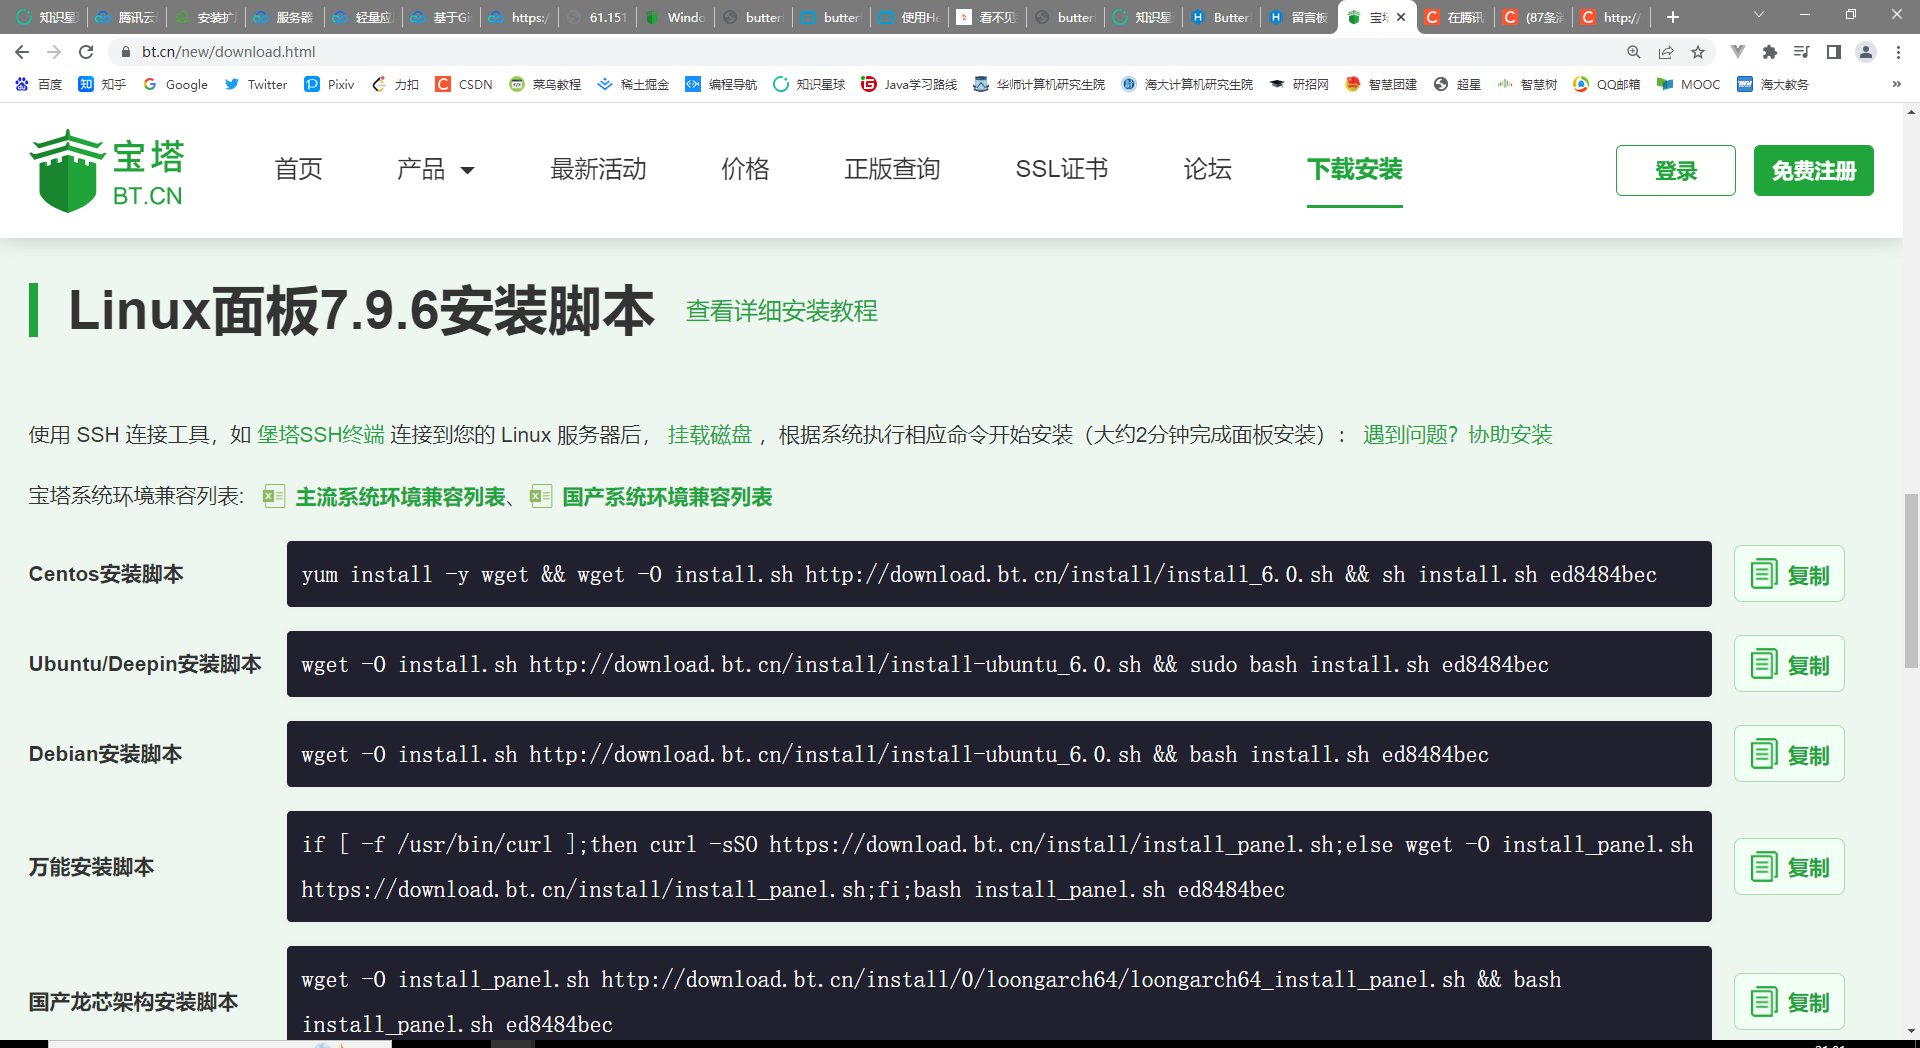 知识星
腾讯云
安装扩
服务器
轻量应
基于Gi
https:/
61.151
Windo
butter
butter
使用He
看不见
butter
知识星
Butter
留言板
宝塔
在腾讯
(87条消
http://
bt.cn/new/download.html
百度
知乎
Google
Twitter
Pixiv
力扣
CSDN
菜鸟教程
稀土掘金
编程导航
知识星球
Java学习路线
华师计算机研究生院
海大计算机研究生院
研招网
智慧团建
超星
智慧树
QQ邮箱
MOOC
海大教务
宝塔
BT.CN
首页
产品
最新活动
价格
正版查询
SSL证书
论坛
下载安装
登录
免费注册
Linux面板7.9.6安装脚本 查看详细安装教程
使用 SSH 连接工具，如 堡塔SSH终端 连接到您的 Linux 服务器后， 挂载磁盘 ，根据系统执行相应命令开始安装（大约2分钟完成面板安装）： 遇到问题？协助安装
宝塔系统环境兼容列表: 主流系统环境兼容列表、 国产系统环境兼容列表
Centos安装脚本
yum install -y wget && wget -O install.sh http://download.bt.cn/install/install_6.0.sh && sh install.sh ed8484bec
复制
Ubuntu/Deepin安装脚本
wget -O install.sh http://download.bt.cn/install/install-ubuntu_6.0.sh && sudo bash install.sh ed8484bec
复制
Debian安装脚本
wget -O install.sh http://download.bt.cn/install/install-ubuntu_6.0.sh && bash install.sh ed8484bec
复制
万能安装脚本
if [ -f /usr/bin/curl ];then curl -sSO https://download.bt.cn/install/install_panel.sh;else wget -O install_panel.sh
https://download.bt.cn/install/install_panel.sh;fi;bash install_panel.sh ed8484bec
复制
国产龙芯架构安装脚本
wget -O install_panel.sh http://download.bt.cn/install/0/loongarch64/loongarch64_install_panel.sh && bash
install_panel.sh ed8484bec
复制